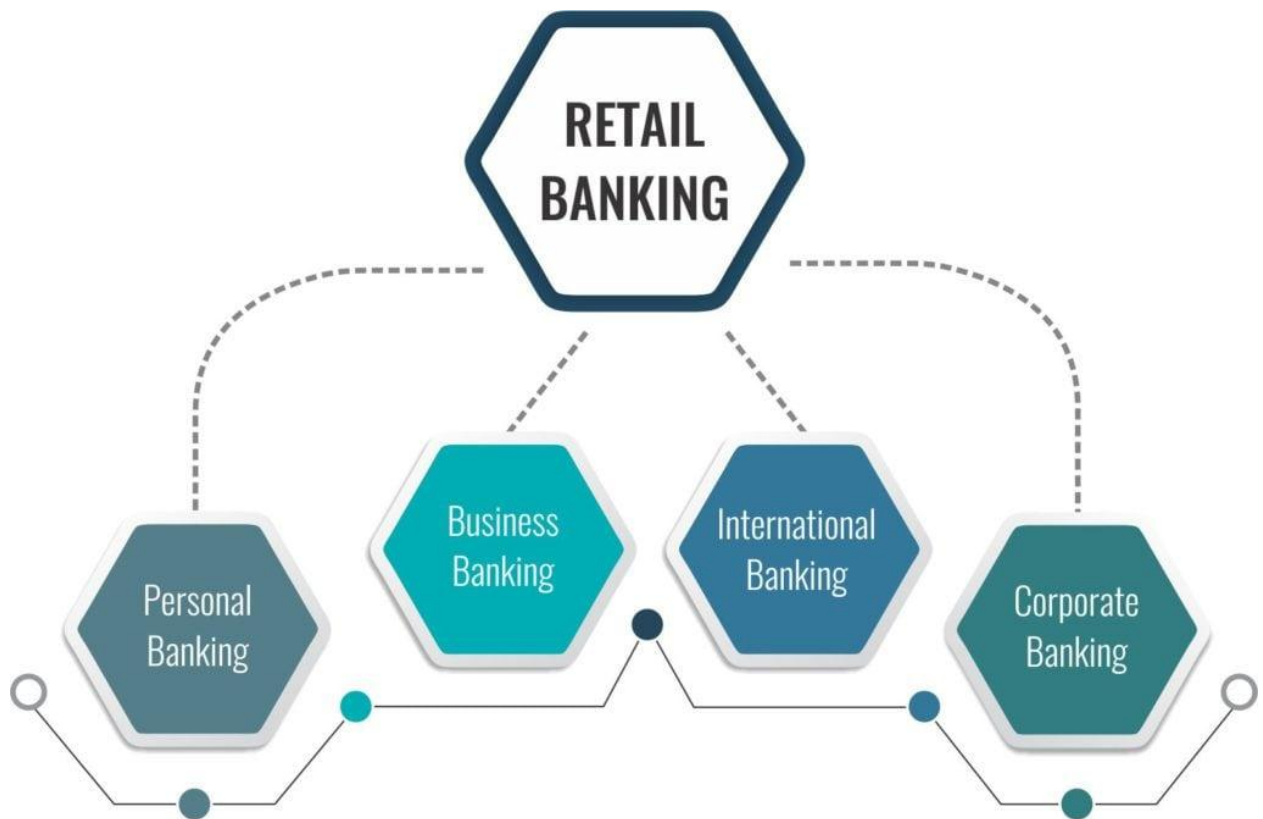 RETAIL
BANKING
Business
Banking
International
Banking
Personal
Banking
Corporate
Banking